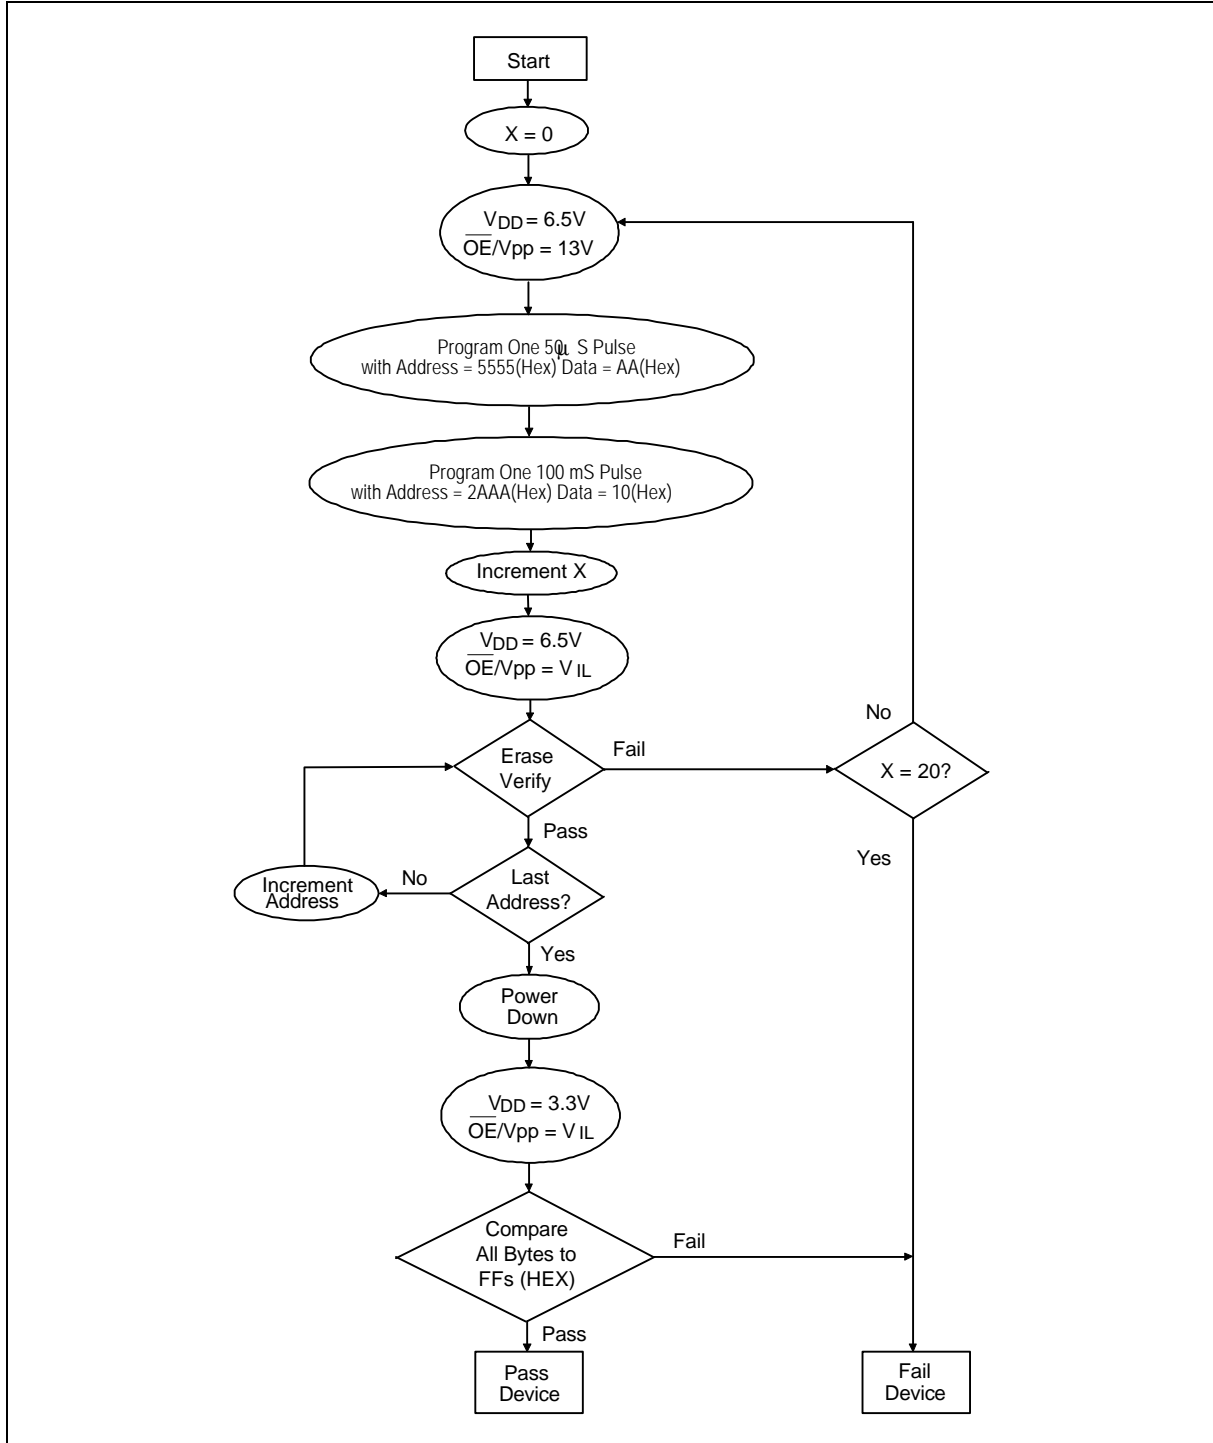 Start
X = 0
VDD = 6.5V
OE/Vpp = 13V
Program One 50μ S Pulse
with Address = 5555(Hex) Data = AA(Hex)
Program One 100 mS Pulse
with Address = 2AAA(Hex) Data = 10(Hex)
Increment X
VDD = 6.5V
OE/Vpp = VIL
No
Erase
Verify
Fail
X = 20?
Pass
Yes
Increment
Address
No
Last
Address?
Yes
Power
Down
VDD = 3.3V
OE/Vpp = VIL
Compare
All Bytes to
FFs (HEX)
Fail
Pass
Pass
Device
Fail
Device